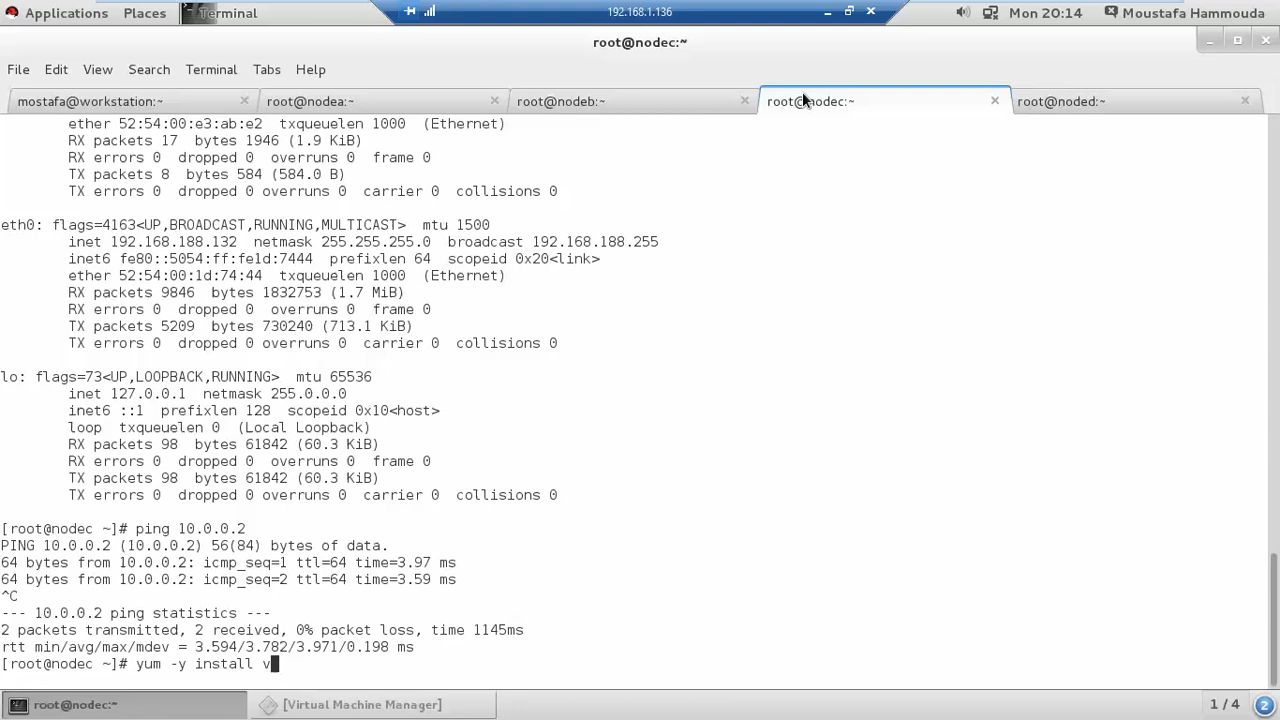 Applications Places Terminal 192.168.1.136 Mon 20:14 Moustafa Hammouda
root@nodec:~
File Edit View Search Terminal Tabs Help
mostafa@workstation:~ root@nodea:~ root@nodeb:~ root@nodec:~ root@noded:~
ether 52:54:00:e3:ab:e2 txqueuelen 1000 (Ethernet)
RX packets 17 bytes 1946 (1.9 KiB)
RX errors 0 dropped 0 overruns 0 frame 0
TX packets 8 bytes 584 (584.0 B)
TX errors 0 dropped 0 overruns 0 carrier 0 collisions 0
eth0: flags=4163<UP,BROADCAST,RUNNING,MULTICAST> mtu 1500
inet 192.168.188.132 netmask 255.255.255.0 broadcast 192.168.188.255
inet6 fe80::5054:ff:fe1d:7444 prefixlen 64 scopeid 0x20<link>
ether 52:54:00:1d:74:44 txqueuelen 1000 (Ethernet)
RX packets 9846 bytes 1832753 (1.7 MiB)
RX errors 0 dropped 0 overruns 0 frame 0
TX packets 5209 bytes 730240 (713.1 KiB)
TX errors 0 dropped 0 overruns 0 carrier 0 collisions 0
lo: flags=73<UP,LOOPBACK,RUNNING> mtu 65536
inet 127.0.0.1 netmask 255.0.0.0
inet6 ::1 prefixlen 128 scopeid 0x10<host>
loop txqueuelen 0 (Local Loopback)
RX packets 98 bytes 61842 (60.3 KiB)
RX errors 0 dropped 0 overruns 0 frame 0
TX packets 98 bytes 61842 (60.3 KiB)
TX errors 0 dropped 0 overruns 0 carrier 0 collisions 0
[root@nodec ~]# ping 10.0.0.2
PING 10.0.0.2 (10.0.0.2) 56(84) bytes of data.
64 bytes from 10.0.0.2: icmp_seq=1 ttl=64 time=3.97 ms
64 bytes from 10.0.0.2: icmp_seq=2 ttl=64 time=3.59 ms
^C
--- 10.0.0.2 ping statistics ---
2 packets transmitted, 2 received, 0% packet loss, time 1145ms
rtt min/avg/max/mdev = 3.594/3.782/3.971/0.198 ms
[root@nodec ~]# yum -y install v
root@nodec:~ [Virtual Machine Manager] 1 / 4 2